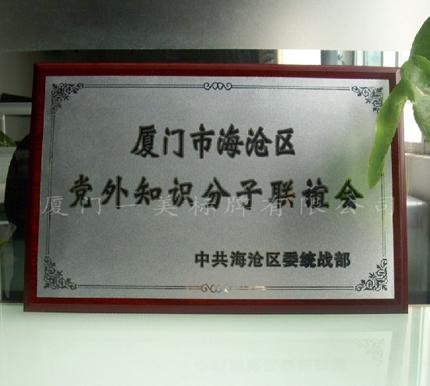 厦门市海沧区
党外知识分子联谊会
厦门一美标牌有限公司
中共海沧区委统战部